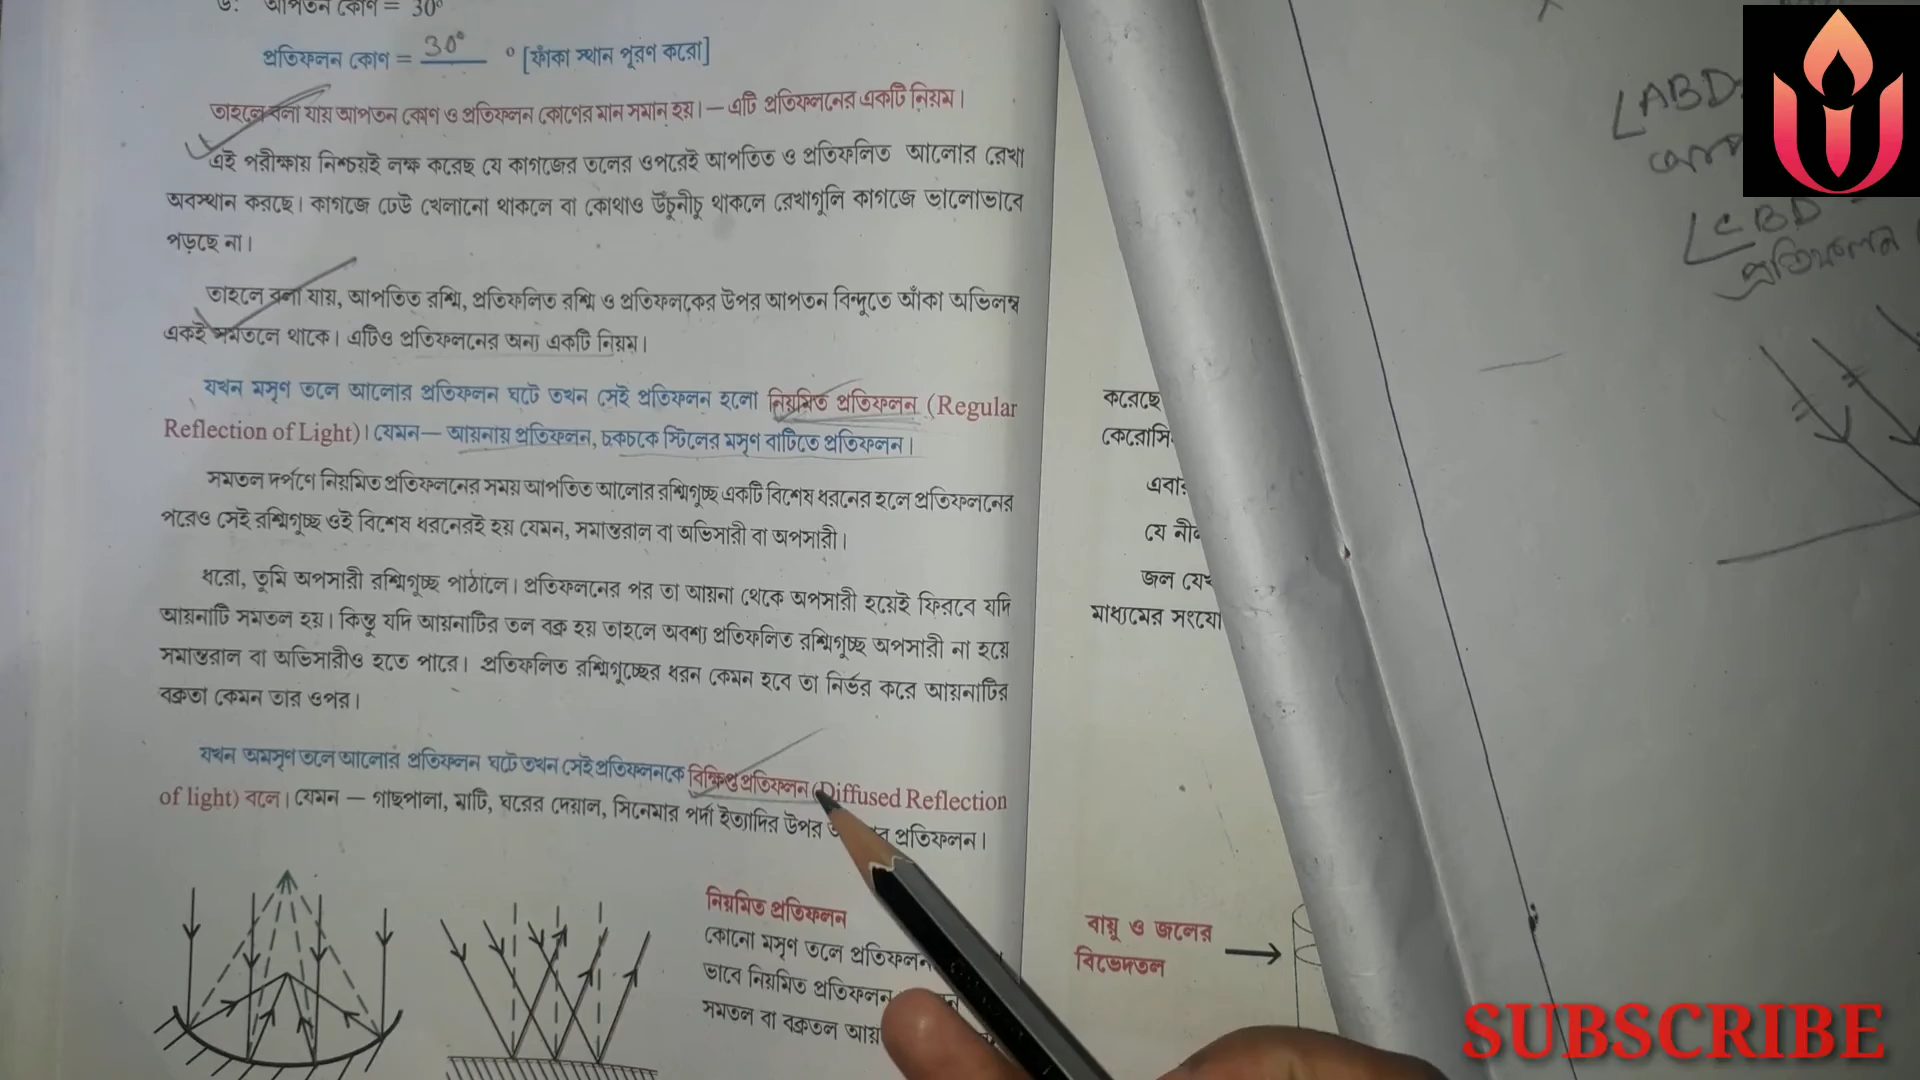 ড. আপতন কোণ = 30°
প্রতিফলন কোণ = 30° ° [ফাঁকা স্থান পূরণ করো]
তাহলে বলা যায় আপতন কোণ ও প্রতিফলন কোণের মান সমান হয়। — এটি প্রতিফলনের একটি নিয়ম।
এই পরীক্ষায় নিশ্চয়ই লক্ষ করেছ যে কাগজের তলের ওপরেই আপতিত ও প্রতিফলিত আলোর রেখা
অবস্থান করছে। কাগজে ঢেউ খেলানো থাকলে বা কোথাও উঁচুনীচু থাকলে রেখাগুলি কাগজে ভালোভাবে
পড়ছে না।
তাহলে বলা যায়, আপতিত রশ্মি, প্রতিফলিত রশ্মি ও প্রতিফলকের উপর আপতন বিন্দুতে আঁকা অভিলম্ব
একই সমতলে থাকে। এটিও প্রতিফলনের অন্য একটি নিয়ম।
যখন মসৃণ তলে আলোর প্রতিফলন ঘটে তখন সেই প্রতিফলন হলো নিয়মিত প্রতিফলন (Regular
Reflection of Light)। যেমন— আয়নায় প্রতিফলন, চকচকে স্টিলের মসৃণ বাটিতে প্রতিফলন।
সমতল দর্পণে নিয়মিত প্রতিফলনের সময় আপতিত আলোর রশ্মিগুচ্ছ একটি বিশেষ ধরনের হলে প্রতিফলনের
পরেও সেই রশ্মিগুচ্ছ ওই বিশেষ ধরনেরই হয় যেমন, সমান্তরাল বা অভিসারী বা অপসারী।
ধরো, তুমি অপসারী রশ্মিগুচ্ছ পাঠালে। প্রতিফলনের পর তা আয়না থেকে অপসারী হয়েই ফিরবে যদি
আয়নাটি সমতল হয়। কিন্তু যদি আয়নাটির তল বক্র হয় তাহলে অবশ্য প্রতিফলিত রশ্মিগুচ্ছ অপসারী না হয়ে
সমান্তরাল বা অভিসারীও হতে পারে। প্রতিফলিত রশ্মিগুচ্ছের ধরন কেমন হবে তা নির্ভর করে আয়নাটির
বক্রতা কেমন তার ওপর।
যখন অমসৃণ তলে আলোর প্রতিফলন ঘটে তখন সেই প্রতিফলনকে বিক্ষিপ্ত প্রতিফলন (Diffused Reflection
of light) বলে। যেমন — গাছপালা, মাটি, ঘরের দেয়াল, সিনেমার পর্দা ইত্যাদির উপর প্রতিফলন।
নিয়মিত প্রতিফলন
কোনো মসৃণ তলে প্রতিফলন
ভাবে নিয়মিত প্রতিফলন
সমতল বা বক্রতল
করেছে
এবার
যে
জল
মাধ্যমের
বায়ু ও জলের
বিভেদতল
∠ABD
∠CBD
প্রতিফলন
SUBSCRIBE